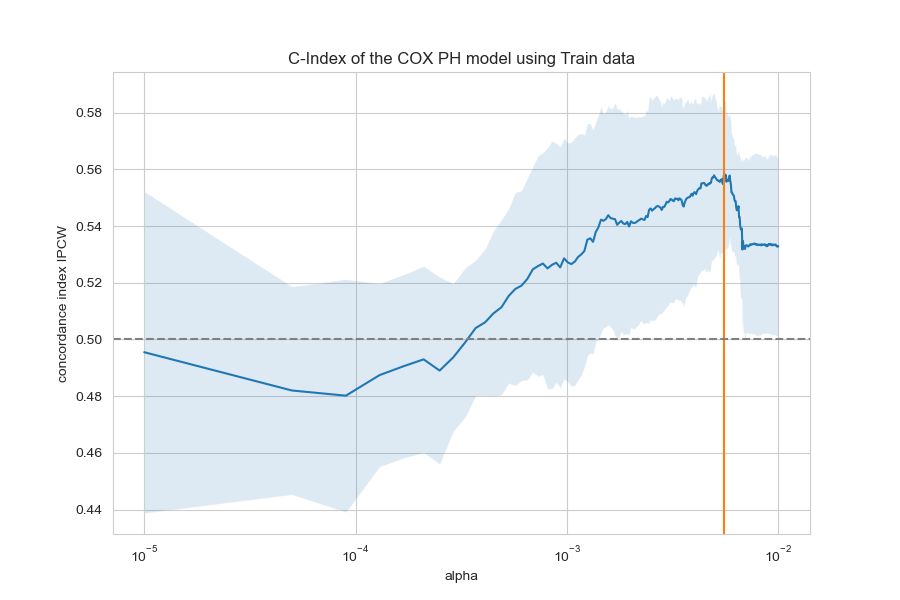 C-Index of the COX PH model using Train data
concordance index IPCW
0.58
0.56
0.54
0.52
0.50
0.48
0.46
0.44
10⁻⁵ 10⁻⁴ 10⁻³ 10⁻²
alpha